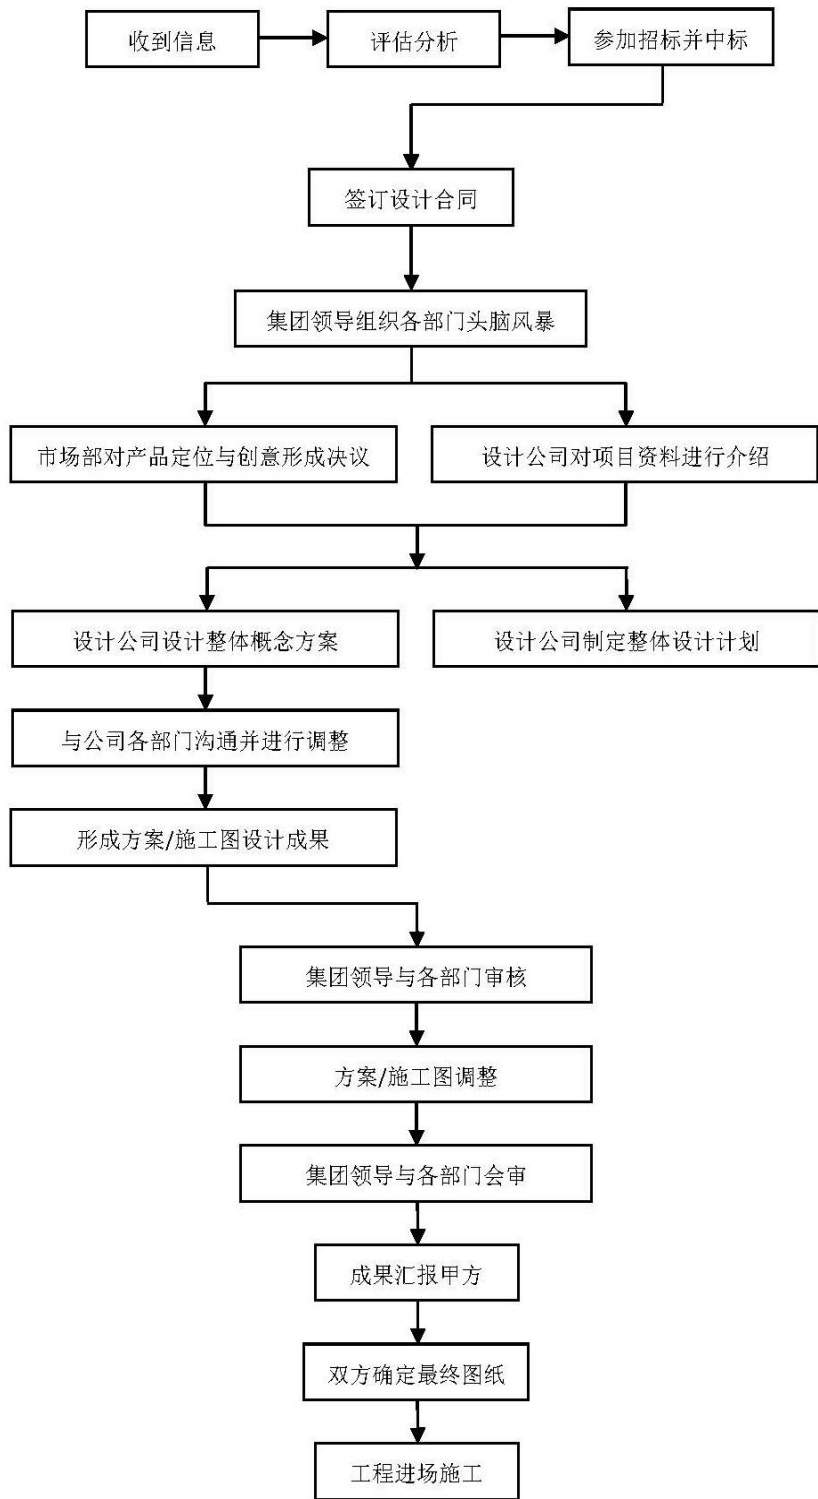 收到信息
评估分析
参加招标并中标
签订设计合同
集团领导组织各部门头脑风暴
市场部对产品定位与创意形成决议
设计公司对项目资料进行介绍
设计公司设计整体概念方案
设计公司制定整体设计计划
与公司各部门沟通并进行调整
形成方案/施工图设计成果
集团领导与各部门审核
方案/施工图调整
集团领导与各部门会审
成果汇报甲方
双方确定最终图纸
工程进场施工